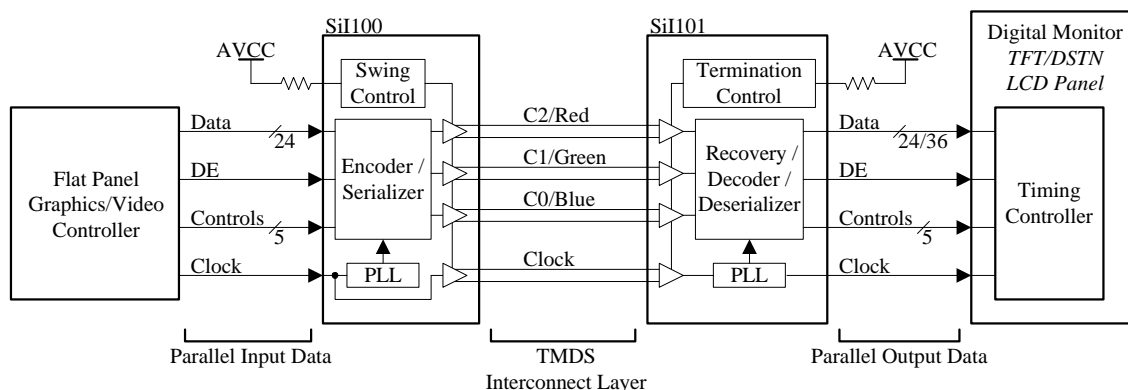 SiI100
SiI101
AVCC
Swing
Control
Termination
Control
AVCC
Digital Monitor
TFT/DSTN
LCD Panel
Flat Panel
Graphics/Video
Controller
Data
24
DE
Controls
5
Clock
Encoder /
Serializer
PLL
C2/Red
C1/Green
C0/Blue
Clock
Recovery /
Decoder /
Deserializer
PLL
Data
24/36
DE
Controls
5
Clock
Timing
Controller
Parallel Input Data
TMDS
Interconnect Layer
Parallel Output Data